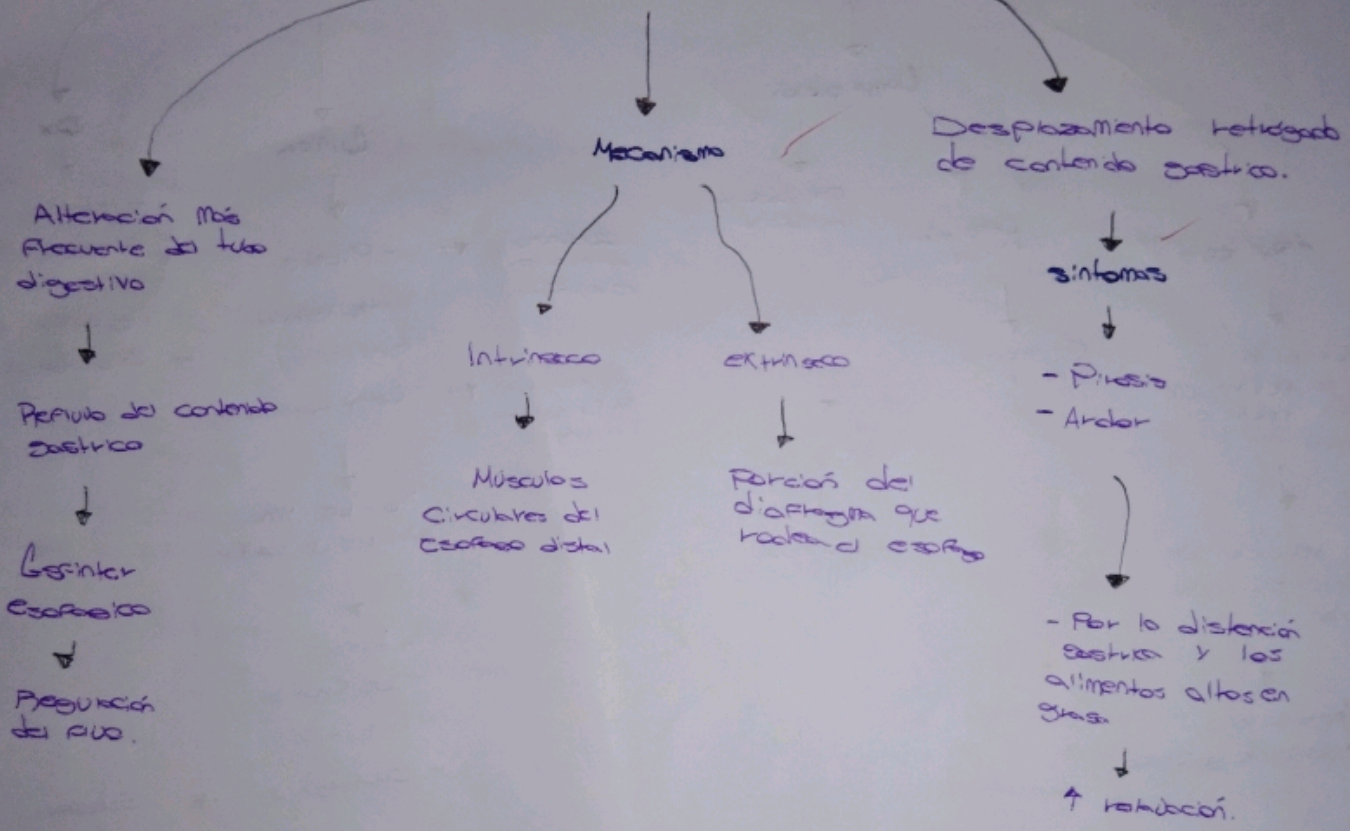 Alteración más
frecuente del tubo
digestivo
Reflujo del contenido
gástrico
Esfínter
esofágico
Regulación
del flujo.
Mecanismo
Intrínseco
Músculos
circulares del
esófago distal
extrínseco
Porción del
diafragma que
rodea el esófago
Desplazamiento retrógado
de contenido gástrico.
síntomas
- Pirosis
- Ardor
- Por la distención
gástrica y los
alimentos altos en
grasa
↑ relajación.